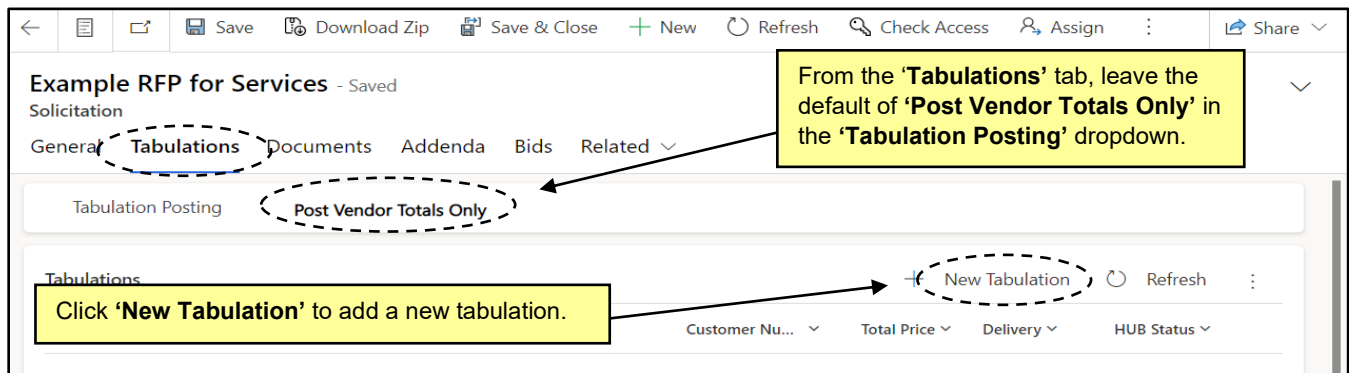 Save Download Zip Save & Close New Refresh Check Access Assign Share
Example RFP for Services - Saved
Solicitation
General Tabulations Documents Addenda Bids Related
From the ‘Tabulations’ tab, leave the
default of ‘Post Vendor Totals Only’ in
the ‘Tabulation Posting’ dropdown.
Tabulation Posting Post Vendor Totals Only
Tabulations New Tabulation Refresh
Click ‘New Tabulation’ to add a new tabulation.
Customer Nu... Total Price Delivery HUB Status